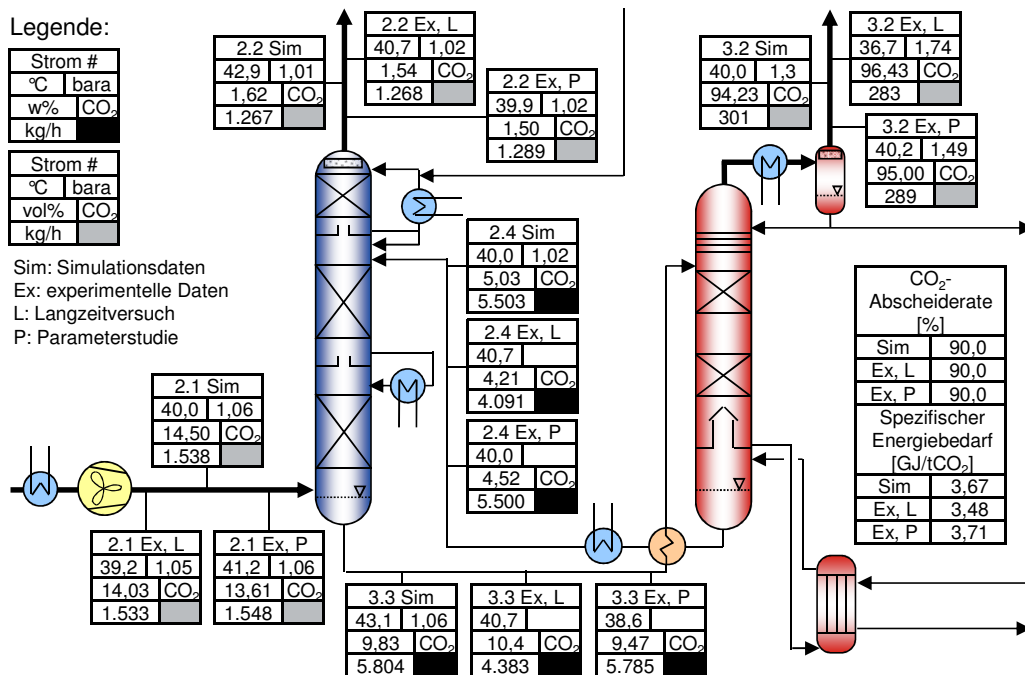 Legende:
Strom #
°C bara
w% CO2
kg/h
Strom #
°C bara
vol% CO2
kg/h
Sim: Simulationsdaten
Ex: experimentelle Daten
L: Langzeitversuch
P: Parameterstudie
2.2 Sim
42,9 1,01
1,62 CO2
1.267
2.2 Ex, L
40,7 1,02
1,54 CO2
1.268
2.2 Ex, P
39,9 1,02
1,50 CO2
1.289
3.2 Sim
40,0 1,3
94,23 CO2
301
3.2 Ex, L
36,7 1,74
96,43 CO2
283
3.2 Ex, P
40,2 1,49
95,00 CO2
289
2.4 Sim
40,0 1,02
5,03 CO2
5.503
2.4 Ex, L
40,7
4,21 CO2
4.091
2.4 Ex, P
40,0
4,52 CO2
5.500
2.1 Sim
40,0 1,06
14,50 CO2
1.538
2.1 Ex, L
39,2 1,05
14,03 CO2
1.533
2.1 Ex, P
41,2 1,06
13,61 CO2
1.548
3.3 Sim
43,1 1,06
9,83 CO2
5.804
3.3 Ex, L
40,7
10,4 CO2
4.383
3.3 Ex, P
38,6
9,47 CO2
5.785
CO2-
Abscheiderate
[%]
Sim 90,0
Ex, L 90,0
Ex, P 90,0
Spezifischer
Energiebedarf
[GJ/tCO2]
Sim 3,67
Ex, L 3,48
Ex, P 3,71